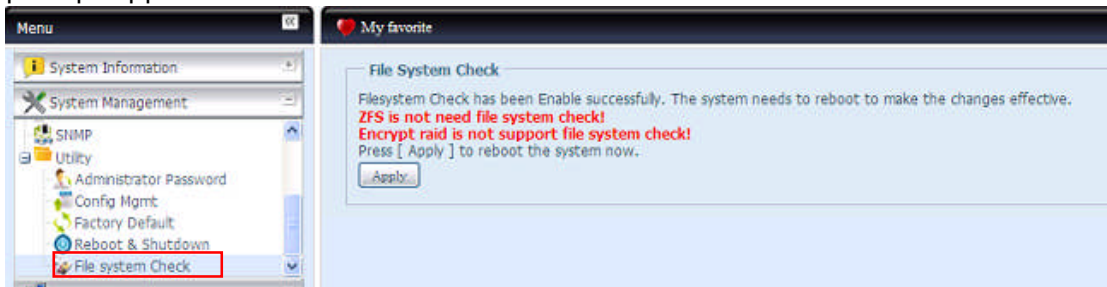 Menu
My favorite
System Information
System Management
SNMP
Utility
Administrator Password
Config Mgmt
Factory Default
Reboot & Shutdown
File system Check
File System Check
Filesystem Check has been Enable successfully. The system needs to reboot to make the changes effective.
ZFS is not need file system check!
Encrypt raid is not support file system check!
Press [ Apply ] to reboot the system now.
Apply